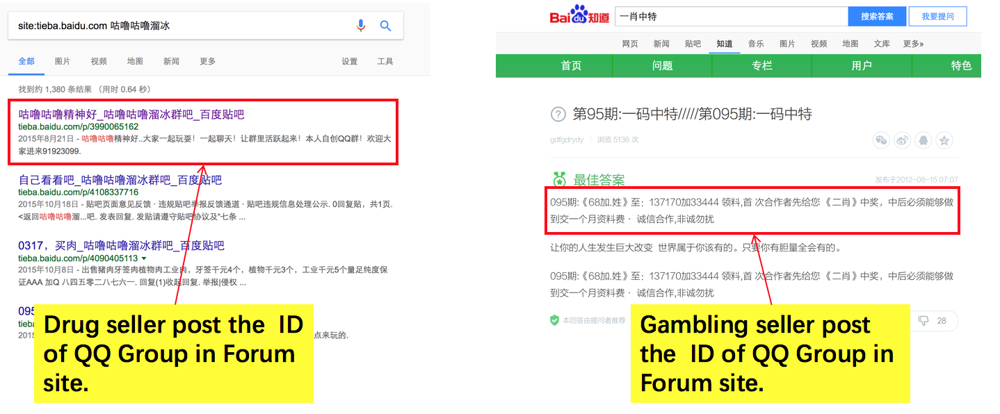 site:tieba.baidu.com 咕噜咕噜溜冰
全部 图片 视频 地图 新闻 更多 设置 工具
找到约 1,380 条结果 （用时 0.64 秒）
咕噜咕噜精神好_咕噜咕噜溜冰群吧_百度贴吧
tieba.baidu.com/p/3990065162
2015年8月21日 - 咕噜咕噜精神好..大家一起玩耍！一起聊天！让群里活跃起来！本人自创QQ群！欢迎大
家进来91923099.
自己看看吧_咕噜咕噜溜冰群吧_百度贴吧
tieba.baidu.com/p/4108337716
2015年10月18日 - 贴吧页面意见反馈 · 违规贴吧举报反馈通道 · 贴吧违规信息处理公示. 0回复贴，共1页.
<返回咕噜咕噜溜...吧. 发表回复. 发贴请遵守贴吧协议及“七条 ...
0317，买肉_咕噜咕噜溜冰群吧_百度贴吧
tieba.baidu.com/p/4090405113
2015年10月8日 - 出售猪肉牙签肉植物肉工业肉，牙签千元4个，植物千元3个，工业千元5个量足纯度保
证AAA 加Q 八四五零二八七六一. 回复(1)收起回复. 举报|侵权 ...
095
tieba
2015
点来玩的.
Drug seller post the ID
of QQ Group in Forum
site.
Baidu知道
一肖中特
搜索答案
我要提问
网页 新闻 贴吧 知道 音乐 图片 视频 地图 文库 更多»
首页 问题 专栏 用户 特色
第95期:一码中特/////第095期:一码中特
gdfgdrydy 浏览 5136 次
最佳答案
发布于2012-08-15 07:07
095期:《68加.姓》至：137170加33444 领料,首 次合作者先给您 《二肖》中奖，中后必须能够做
到交一个月资料费 · 诚信合作,非诚勿扰
让你的人生发生巨大改变 世界属于你该有的。只要你有胆量全会有的。
095期:《68加.姓》至：137170加33444 领料,首 次合作者先给您 《二肖》中奖，中后必须能够做
到交一个月资料费 · 诚信合作,非诚勿扰
本回答由提问者推荐
28
Gambling seller post
the ID of QQ Group in
Forum site.